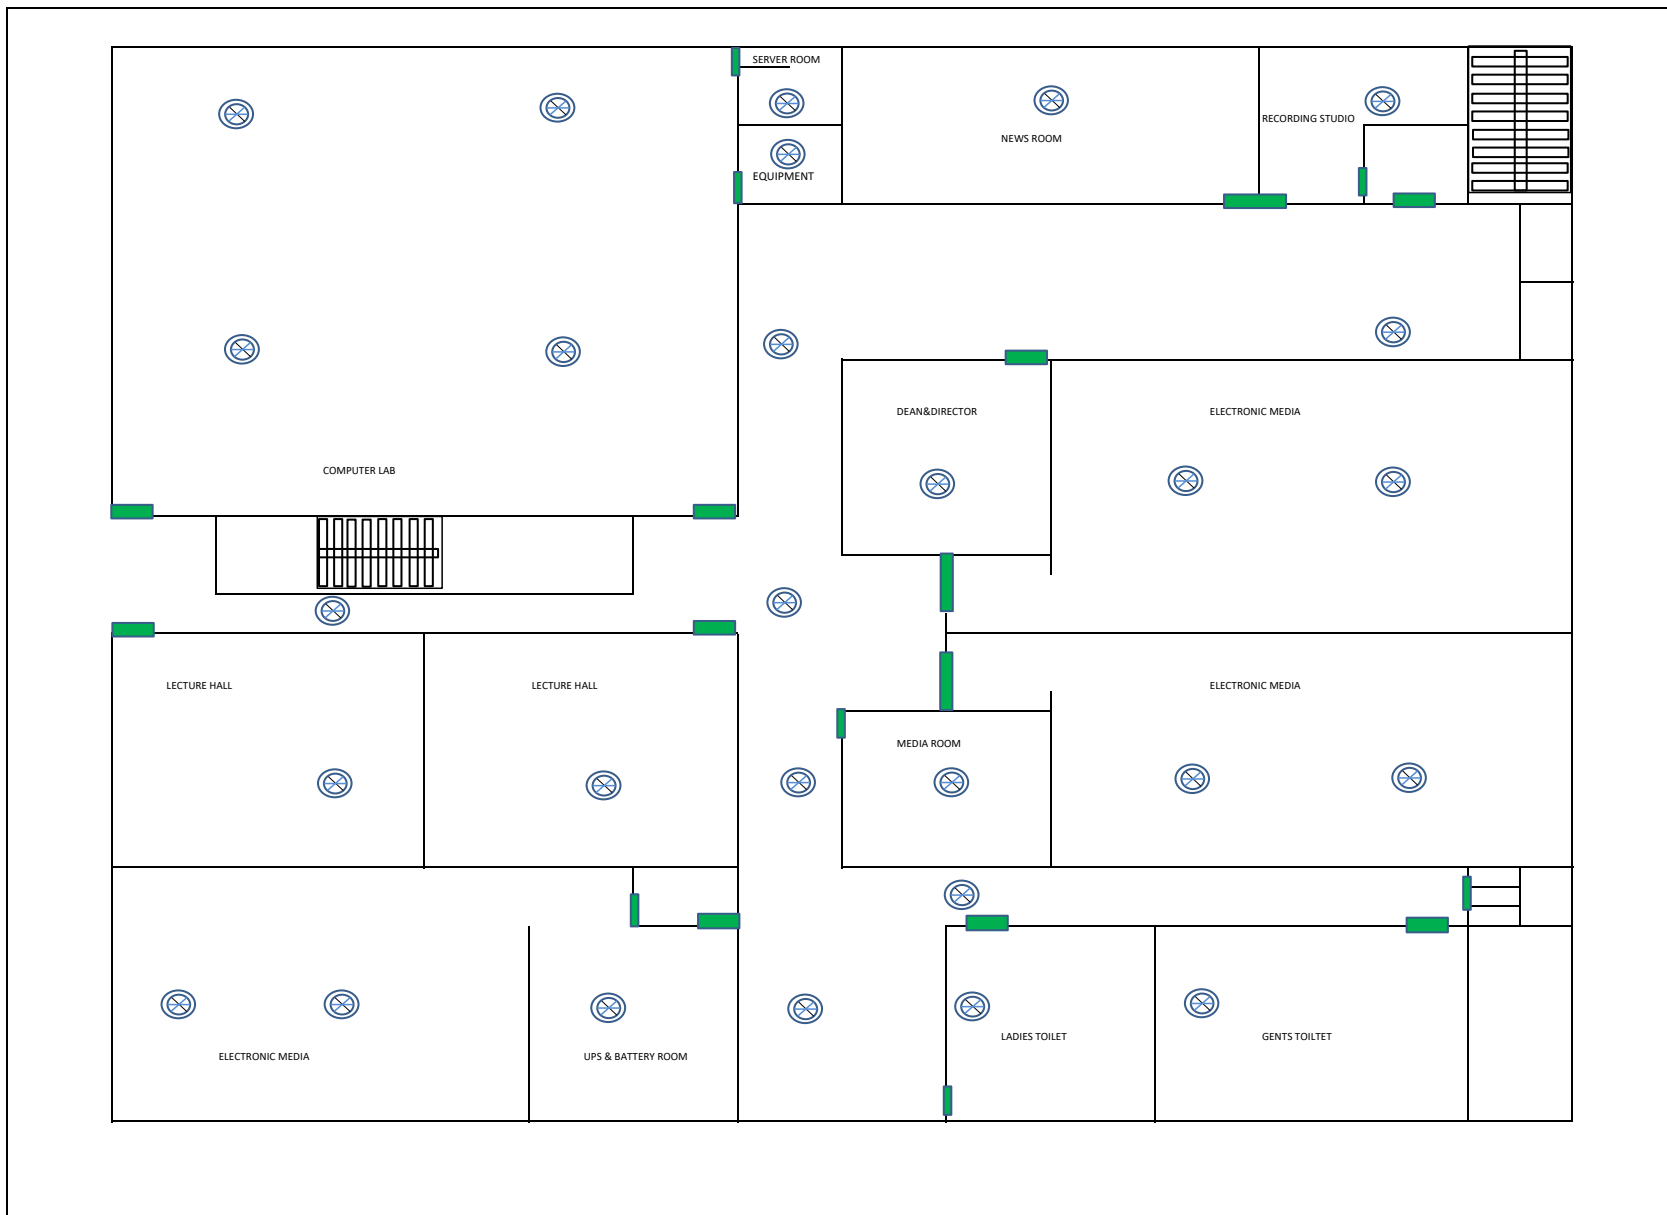 SERVER ROOM
RECORDING STUDIO
NEWS ROOM
EQUIPMENT
DEAN&DIRECTOR
ELECTRONIC MEDIA
COMPUTER LAB
LECTURE HALL
LECTURE HALL
ELECTRONIC MEDIA
MEDIA ROOM
LADIES TOILET
GENTS TOILTET
ELECTRONIC MEDIA
UPS & BATTERY ROOM